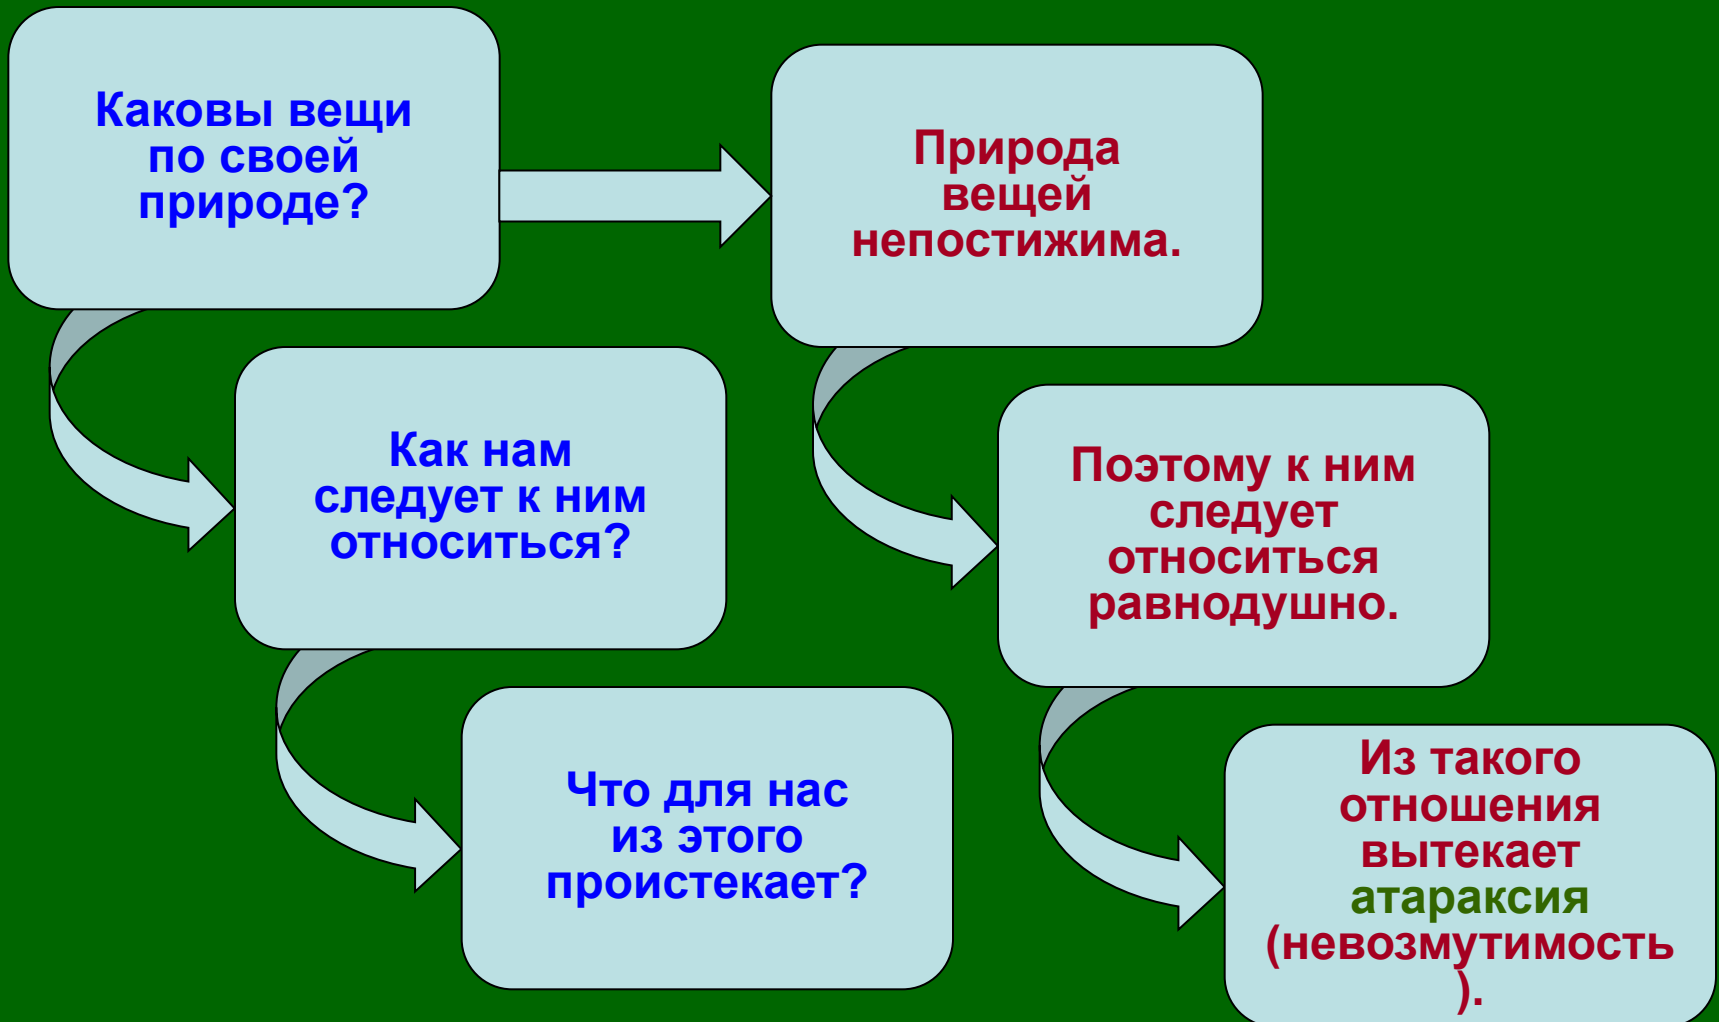 Каковы вещи
по своей
природе?
Природа
вещей
непостижима.
Как нам
следует к ним
относиться?
Поэтому к ним
следует
относиться
равнодушно.
Что для нас
из этого
проистекает?
Из такого
отношения
вытекает
атараксия
(невозмутимость
).